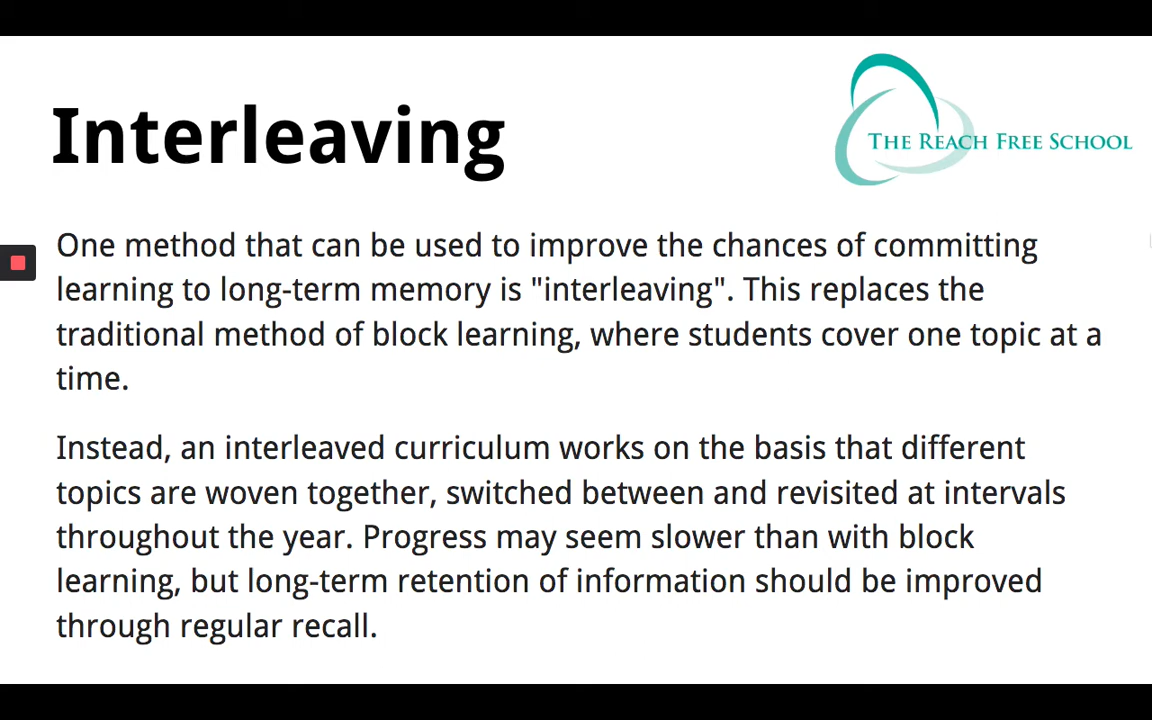 Interleaving
THE REACH FREE SCHOOL
One method that can be used to improve the chances of committing
learning to long-term memory is "interleaving". This replaces the
traditional method of block learning, where students cover one topic at a
time.
Instead, an interleaved curriculum works on the basis that different
topics are woven together, switched between and revisited at intervals
throughout the year. Progress may seem slower than with block
learning, but long-term retention of information should be improved
through regular recall.